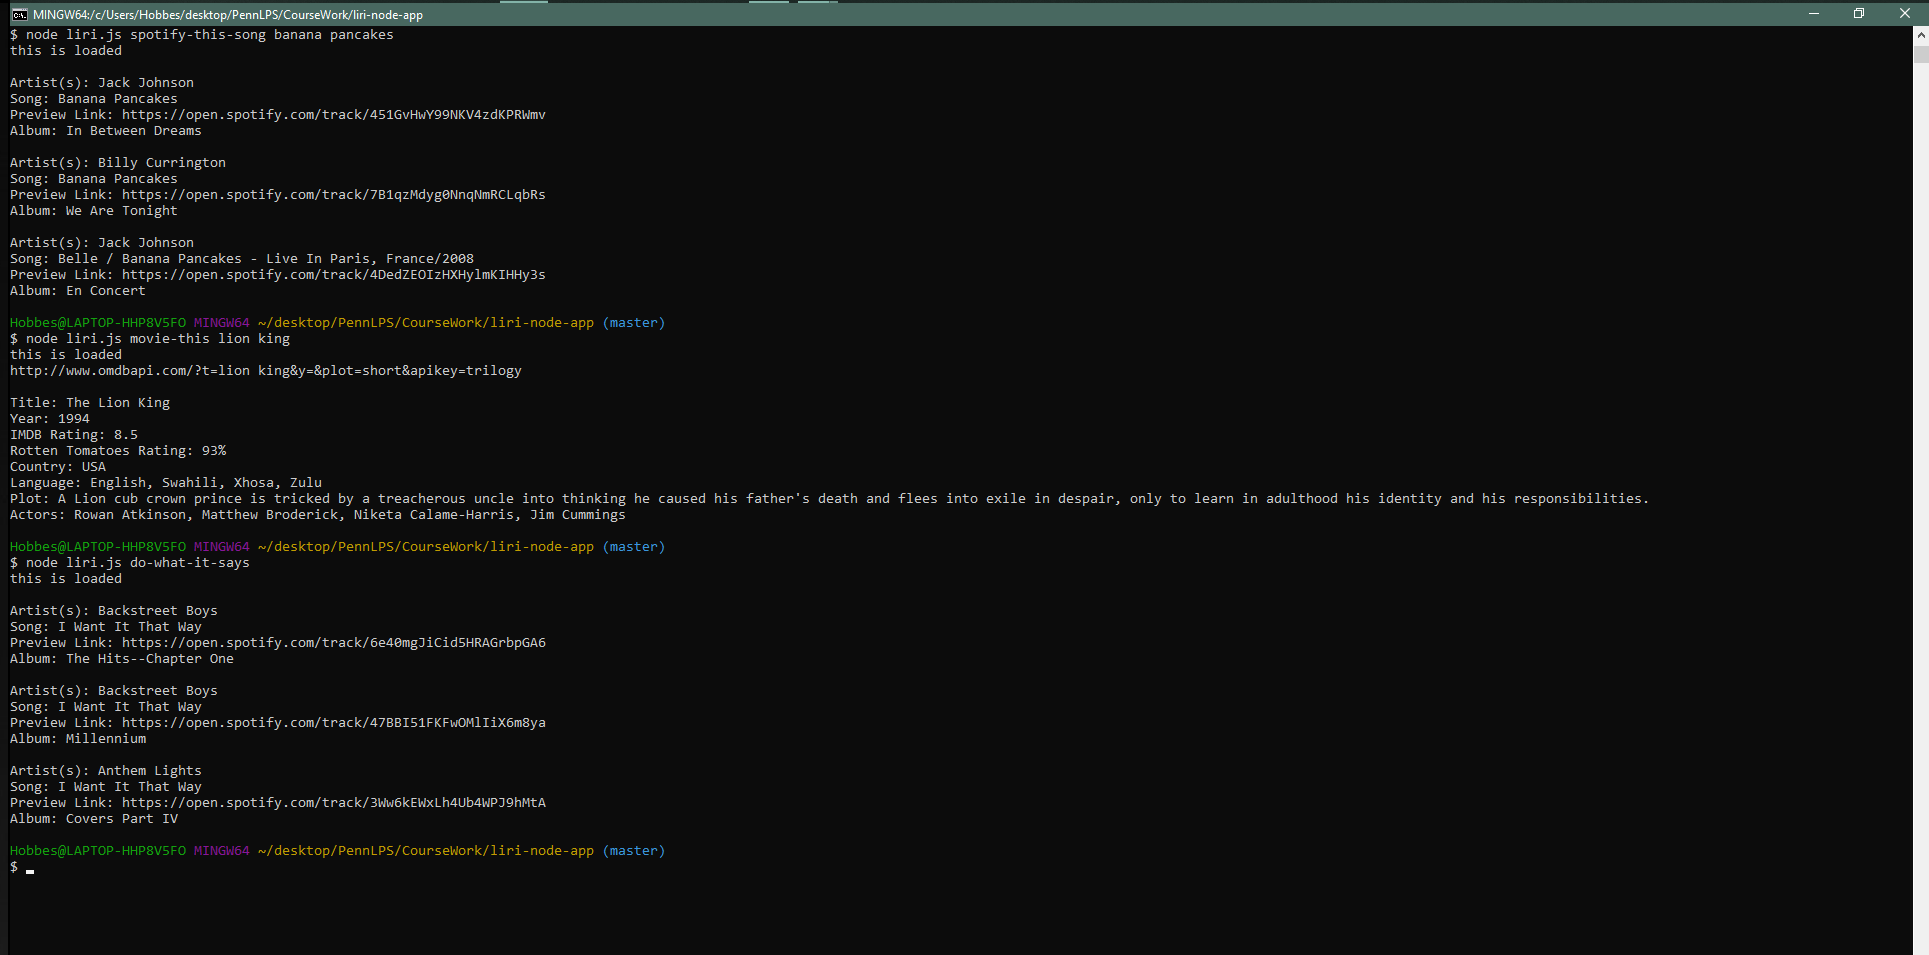 MINGW64:/c/Users/Hobbes/desktop/PennLPS/CourseWork/liri-node-app
$ node liri.js spotify-this-song banana pancakes
this is loaded
Artist(s): Jack Johnson
Song: Banana Pancakes
Preview Link: https://open.spotify.com/track/451GvHwY99NKV4zdKPRWmv
Album: In Between Dreams
Artist(s): Billy Currington
Song: Banana Pancakes
Preview Link: https://open.spotify.com/track/7B1qzMdyg0NnqNmRCLqbRs
Album: We Are Tonight
Artist(s): Jack Johnson
Song: Belle / Banana Pancakes - Live In Paris, France/2008
Preview Link: https://open.spotify.com/track/4DedZEOIzHXHylmKIHHy3s
Album: En Concert
Hobbes@LAPTOP-HHP8V5FO MINGW64 ~/desktop/PennLPS/CourseWork/liri-node-app (master)
$ node liri.js movie-this lion king
this is loaded
http://www.omdbapi.com/?t=lion king&y=&plot=short&apikey=trilogy
Title: The Lion King
Year: 1994
IMDB Rating: 8.5
Rotten Tomatoes Rating: 93%
Country: USA
Language: English, Swahili, Xhosa, Zulu
Plot: A Lion cub crown prince is tricked by a treacherous uncle into thinking he caused his father's death and flees into exile in despair, only to learn in adulthood his identity and his responsibilities.
Actors: Rowan Atkinson, Matthew Broderick, Niketa Calame-Harris, Jim Cummings
Hobbes@LAPTOP-HHP8V5FO MINGW64 ~/desktop/PennLPS/CourseWork/liri-node-app (master)
$ node liri.js do-what-it-says
this is loaded
Artist(s): Backstreet Boys
Song: I Want It That Way
Preview Link: https://open.spotify.com/track/6e40mgJiCid5HRAGrbpGA6
Album: The Hits--Chapter One
Artist(s): Backstreet Boys
Song: I Want It That Way
Preview Link: https://open.spotify.com/track/47BBI51FKFwOMlIiX6m8ya
Album: Millennium
Artist(s): Anthem Lights
Song: I Want It That Way
Preview Link: https://open.spotify.com/track/3Ww6kEWxLh4Ub4WPJ9hMtA
Album: Covers Part IV
Hobbes@LAPTOP-HHP8V5FO MINGW64 ~/desktop/PennLPS/CourseWork/liri-node-app (master)
$